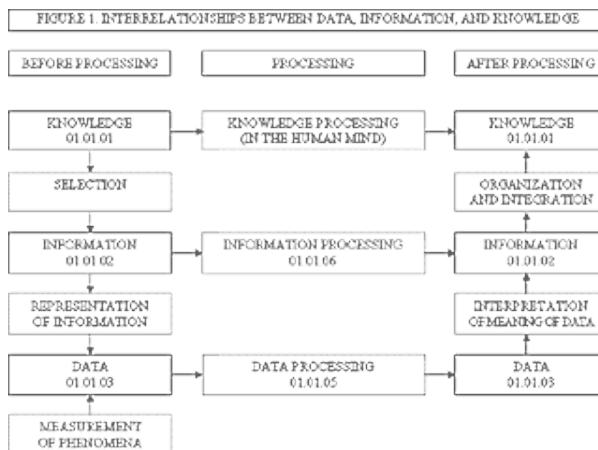 FIGURE 1. INTERRELATIONSHIPS BETWEEN DATA, INFORMATION, AND KNOWLEDGE
BEFORE PROCESSING
PROCESSING
AFTER PROCESSING
KNOWLEDGE
01.01.01
KNOWLEDGE PROCESSING
(IN THE HUMAN MIND)
KNOWLEDGE
01.01.01
SELECTION
ORGANIZATION
AND INTEGRATION
INFORMATION
01.01.02
INFORMATION PROCESSING
01.01.06
INFORMATION
01.01.02
REPRESENTATION
OF INFORMATION
INTERPRETATION
OF MEANING OF DATA
DATA
01.01.03
DATA PROCESSING
01.01.05
DATA
01.01.03
MEASUREMENT
OF PHENOMENA